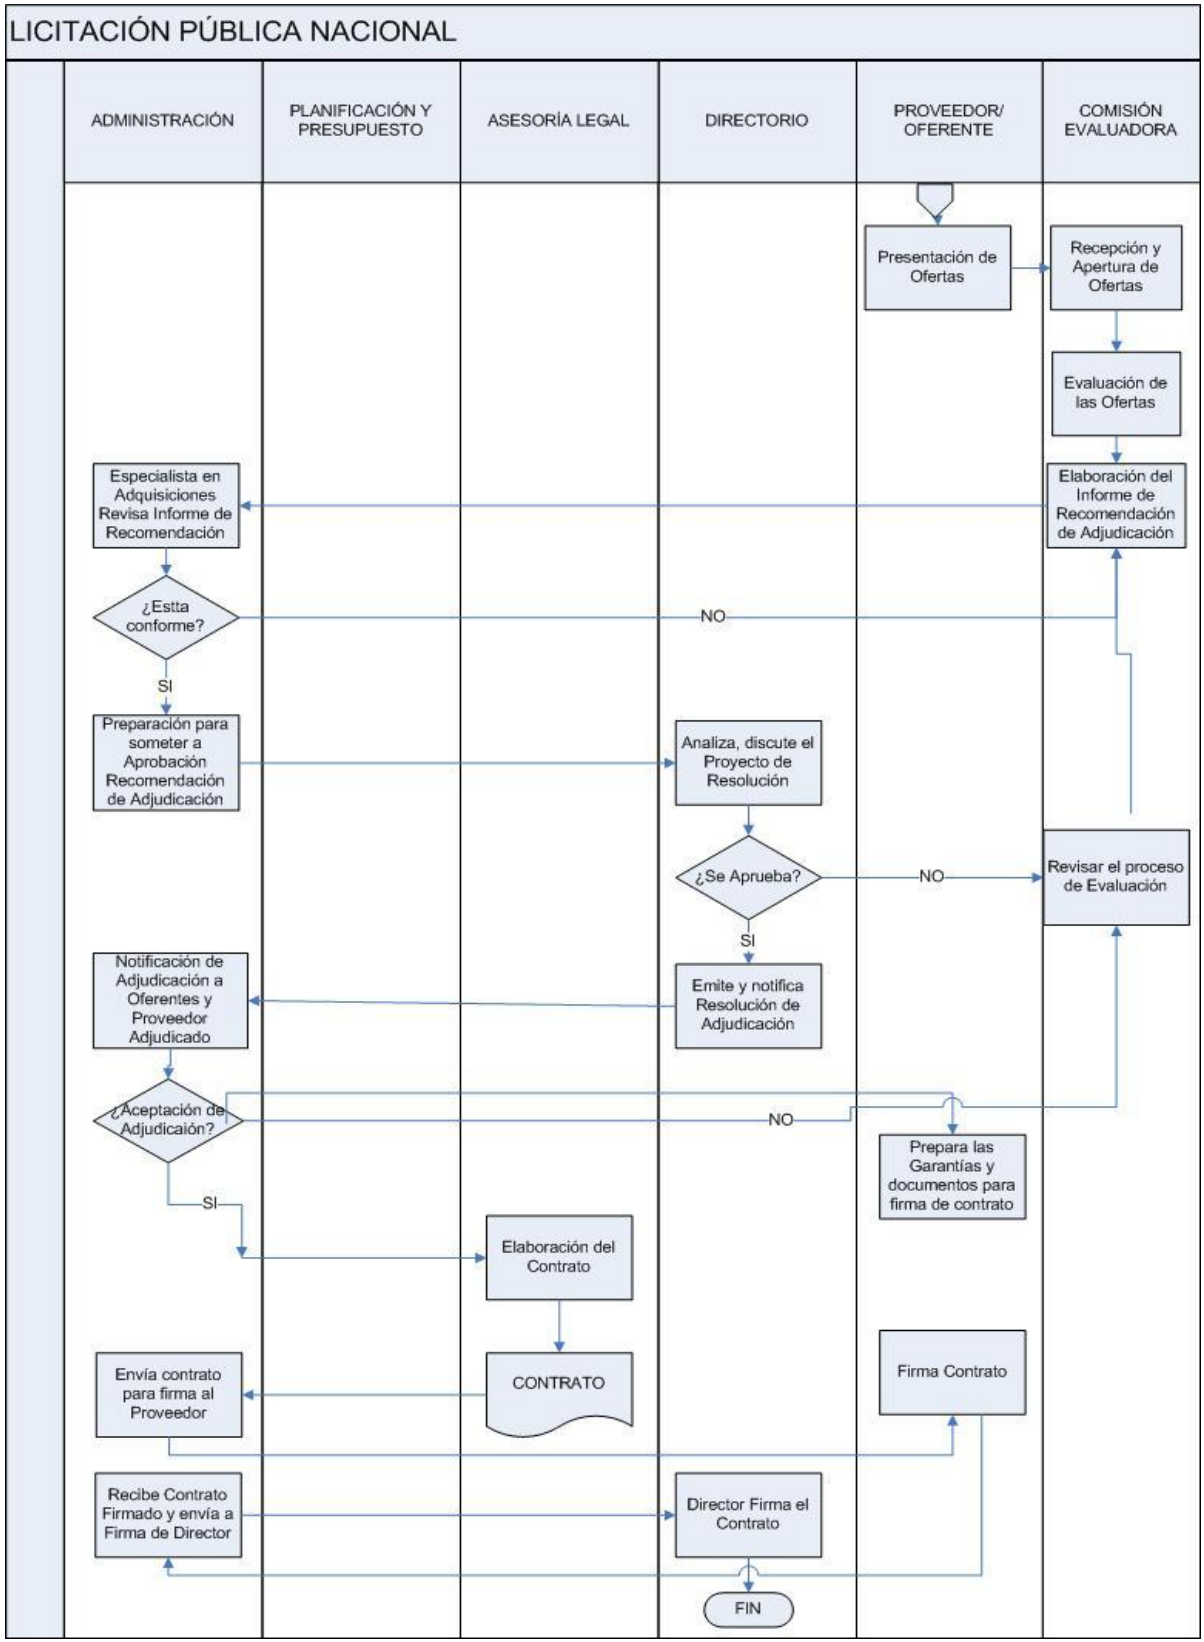 LICITACIÓN PÚBLICA NACIONAL
ADMINISTRACIÓN
PLANIFICACIÓN Y
PRESUPUESTO
ASESORÍA LEGAL
DIRECTORIO
PROVEEDOR/
OFERENTE
COMISIÓN
EVALUADORA
Presentación de
Ofertas
Recepción y
Apertura de
Ofertas
Evaluación de
las Ofertas
Especialista en
Adquisiciones
Revisa Informe de
Recomendación
Elaboración del
Informe de
Recomendación
de Adjudicación
¿Estta
conforme?
NO
SI
Preparación para
someter a
Aprobación
Recomendación
de Adjudicación
Analiza, discute el
Proyecto de
Resolución
¿Se Aprueba?
NO
Revisar el proceso
de Evaluación
SI
Notificación de
Adjudicación a
Oferentes y
Proveedor
Adjudicado
Emite y notifica
Resolución de
Adjudicación
¿Aceptación de
Adjudicaión?
NO
Prepara las
Garantías y
documentos para
firma de contrato
SI
Elaboración del
Contrato
Envía contrato
para firma al
Proveedor
CONTRATO
Firma Contrato
Recibe Contrato
Firmado y envía a
Firma de Director
Director Firma el
Contrato
FIN